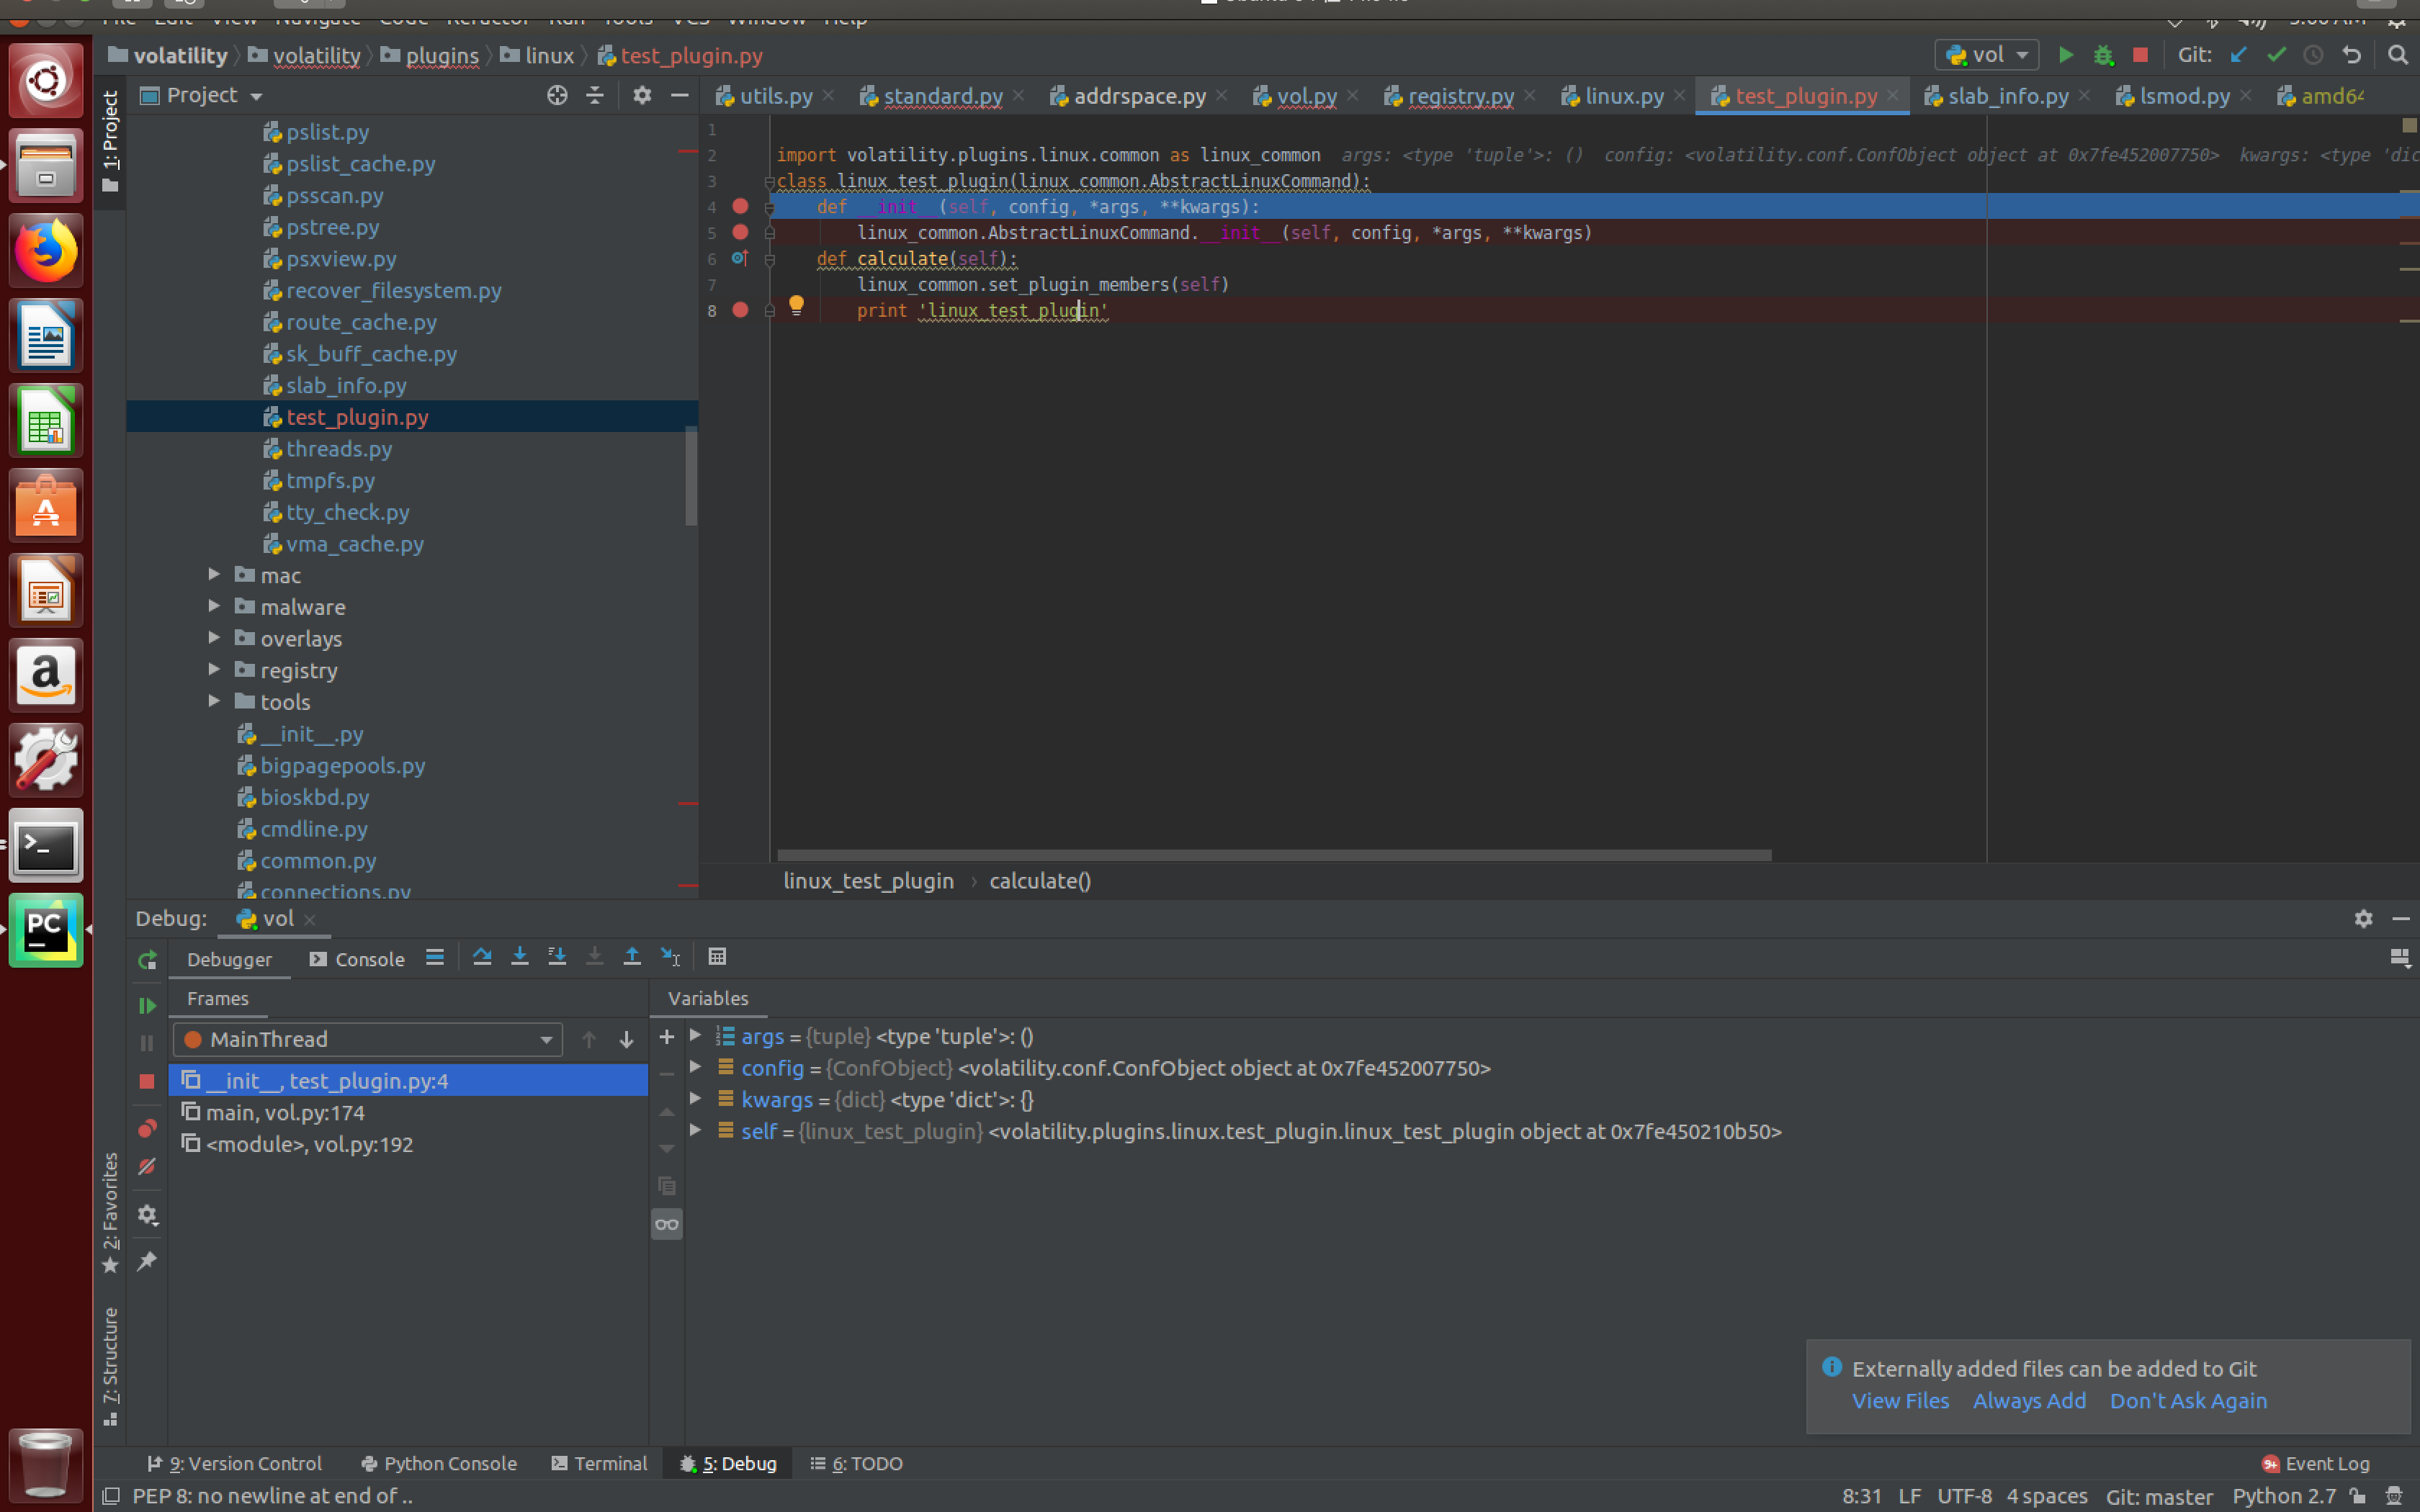 volatility volatility plugins linux test_plugin.py
vol Git:
1: Project
Project
utils.py standard.py addrspace.py vol.py registry.py linux.py test_plugin.py slab_info.py lsmod.py amd64
pslist.py
pslist_cache.py
psscan.py
pstree.py
psxview.py
recover_filesystem.py
route_cache.py
sk_buff_cache.py
slab_info.py
test_plugin.py
threads.py
tmpfs.py
tty_check.py
vma_cache.py
mac
malware
overlays
registry
tools
__init__.py
bigpagepools.py
bioskbd.py
cmdline.py
common.py
connections.py
1
2 import volatility.plugins.linux.common as linux_common args: <type 'tuple'>: () config: <volatility.conf.ConfObject object at 0x7fe452007750> kwargs: <type 'dic
3 class linux_test_plugin(linux_common.AbstractLinuxCommand):
4 def __init__(self, config, *args, **kwargs):
5 linux_common.AbstractLinuxCommand.__init__(self, config, *args, **kwargs)
6 def calculate(self):
7 linux_common.set_plugin_members(self)
8 print 'linux_test_plugin'
linux_test_plugin › calculate()
Debug: vol
Debugger Console
Frames
Variables
MainThread
__init__, test_plugin.py:4
main, vol.py:174
<module>, vol.py:192
args = {tuple} <type 'tuple'>: ()
config = {ConfObject} <volatility.conf.ConfObject object at 0x7fe452007750>
kwargs = {dict} <type 'dict'>: {}
self = {linux_test_plugin} <volatility.plugins.linux.test_plugin.linux_test_plugin object at 0x7fe450210b50>
2: Favorites
7: Structure
Externally added files can be added to Git
View Files Always Add Don't Ask Again
9: Version Control Python Console Terminal 5: Debug 6: TODO
9+ Event Log
PEP 8: no newline at end of ..
8:31 LF UTF-8 4 spaces Git: master Python 2.7
PC
a